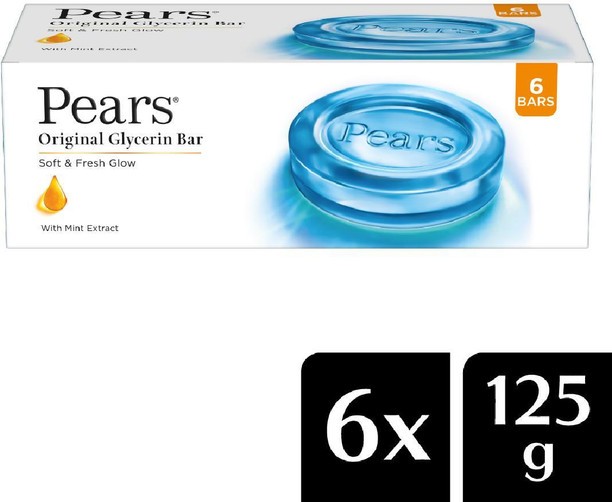 Pears®
Original Glycerin Bar
Soft & Fresh Glow
With Mint Extract
Pears
6
BARS
Pears®
Original Glycerin Bar
Soft & Fresh Glow
With Mint Extract
Pears
6
BARS
6x
125
g